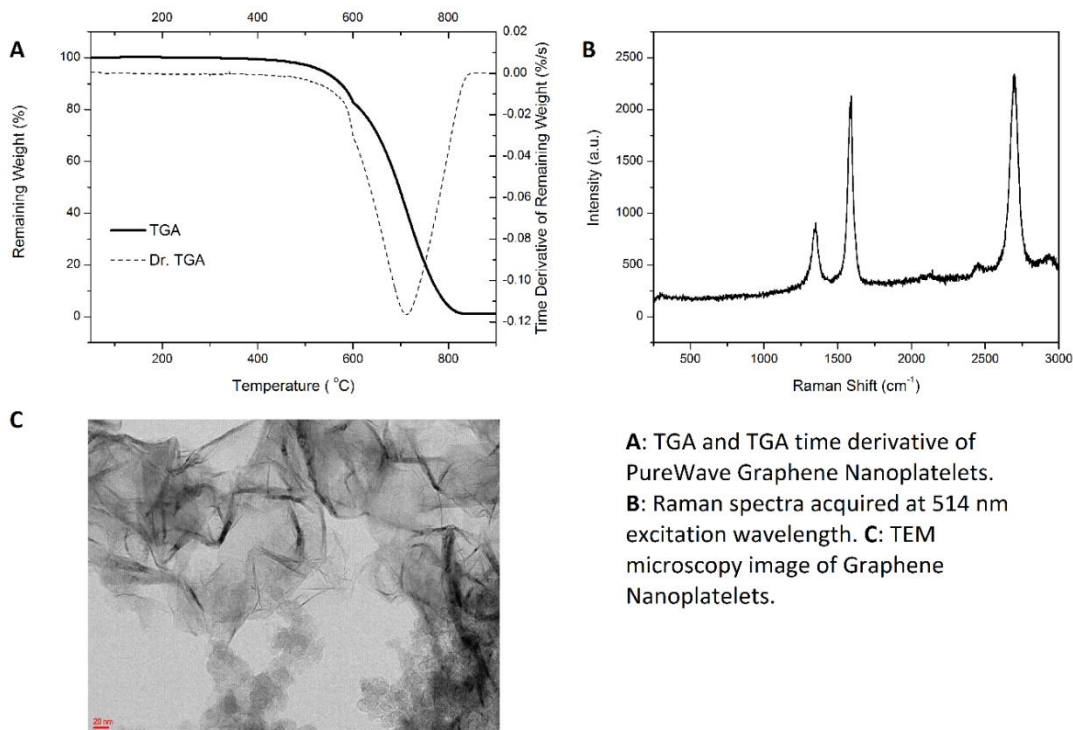 A
200 400 600 800
100
80
60
40
20
0
Remaining Weight (%)
TGA
Dr. TGA
0.02
0.00
-0.02
-0.04
-0.06
-0.08
-0.10
-0.12
Time Derivative of Remaining Weight (%/s)
200 400 600 800
Temperature ( °C)
B
2500
2000
1500
1000
500
0
Intensity (a.u.)
500 1000 1500 2000 2500 3000
Raman Shift (cm⁻¹)
C
20 nm
A: TGA and TGA time derivative of
PureWave Graphene Nanoplatelets.
B: Raman spectra acquired at 514 nm
excitation wavelength. C: TEM
microscopy image of Graphene
Nanoplatelets.